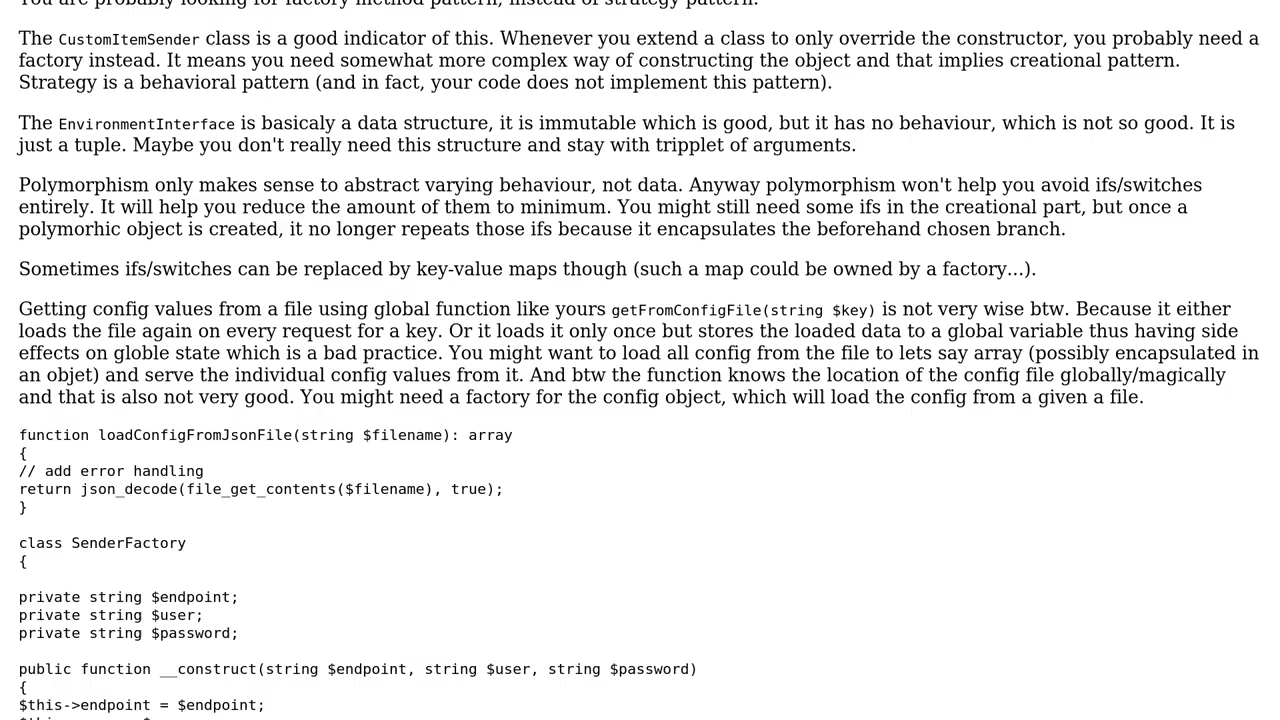 You are probably looking for factory method pattern, instead of strategy pattern.
The CustomItemSender class is a good indicator of this. Whenever you extend a class to only override the constructor, you probably need a
factory instead. It means you need somewhat more complex way of constructing the object and that implies creational pattern.
Strategy is a behavioral pattern (and in fact, your code does not implement this pattern).
The EnvironmentInterface is basicaly a data structure, it is immutable which is good, but it has no behaviour, which is not so good. It is
just a tuple. Maybe you don't really need this structure and stay with tripplet of arguments.
Polymorphism only makes sense to abstract varying behaviour, not data. Anyway polymorphism won't help you avoid ifs/switches
entirely. It will help you reduce the amount of them to minimum. You might still need some ifs in the creational part, but once a
polymorhic object is created, it no longer repeats those ifs because it encapsulates the beforehand chosen branch.
Sometimes ifs/switches can be replaced by key-value maps though (such a map could be owned by a factory...).
Getting config values from a file using global function like yours getFromConfigFile(string $key) is not very wise btw. Because it either
loads the file again on every request for a key. Or it loads it only once but stores the loaded data to a global variable thus having side
effects on globle state which is a bad practice. You might want to load all config from the file to lets say array (possibly encapsulated in
an objet) and serve the individual config values from it. And btw the function knows the location of the config file globally/magically
and that is also not very good. You might need a factory for the config object, which will load the config from a given a file.
function loadConfigFromJsonFile(string $filename): array
{
// add error handling
return json_decode(file_get_contents($filename), true);
}
class SenderFactory
{
private string $endpoint;
private string $user;
private string $password;
public function __construct(string $endpoint, string $user, string $password)
{
$this->endpoint = $endpoint;